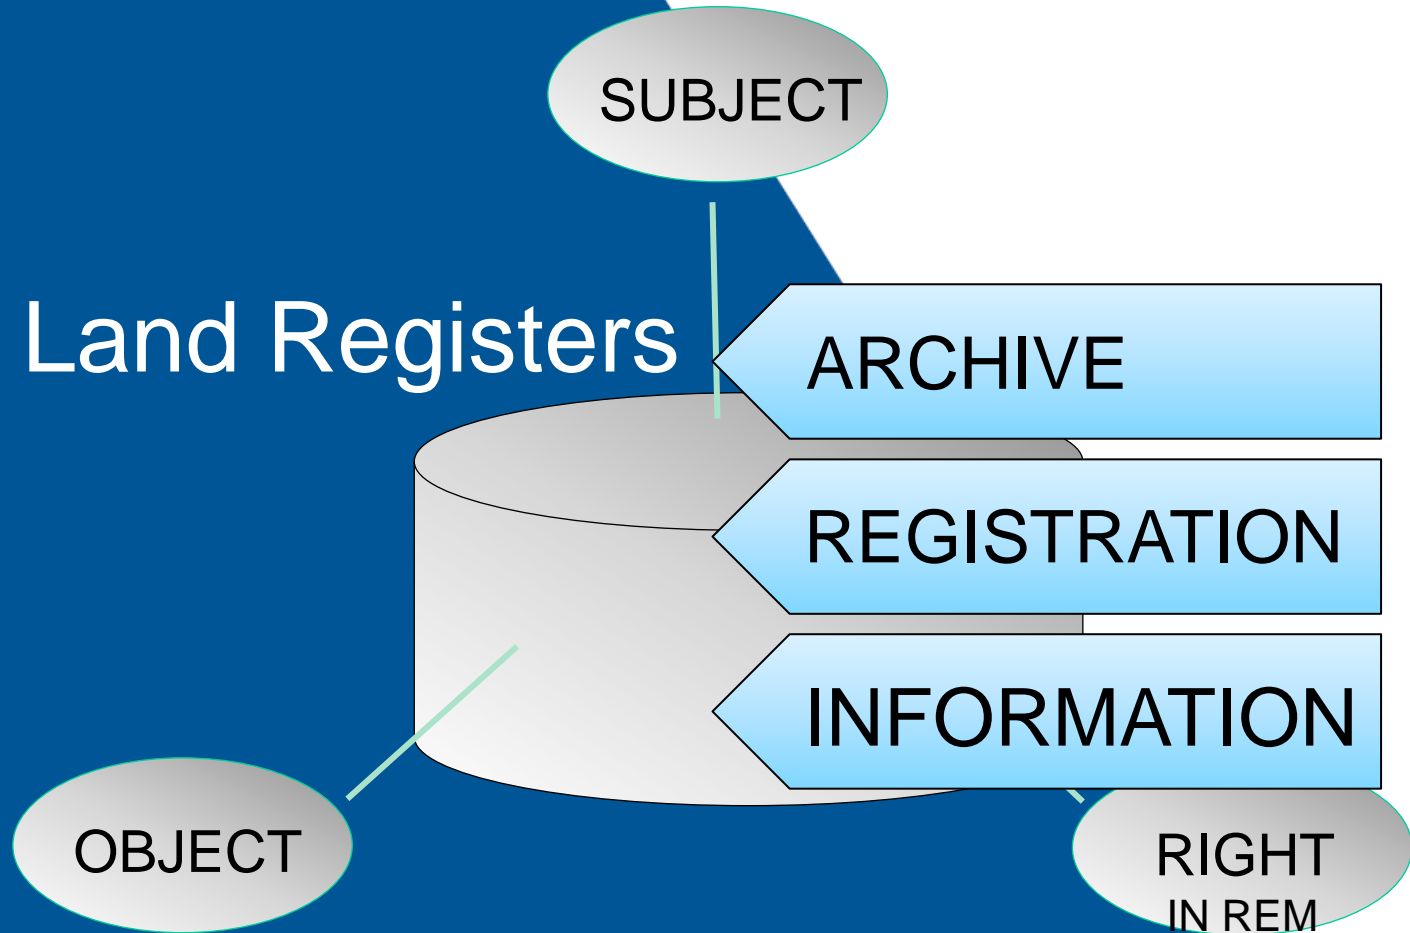 SUBJECT
Land Registers
ARCHIVE
REGISTRATION
INFORMATION
OBJECT
RIGHT
IN REM